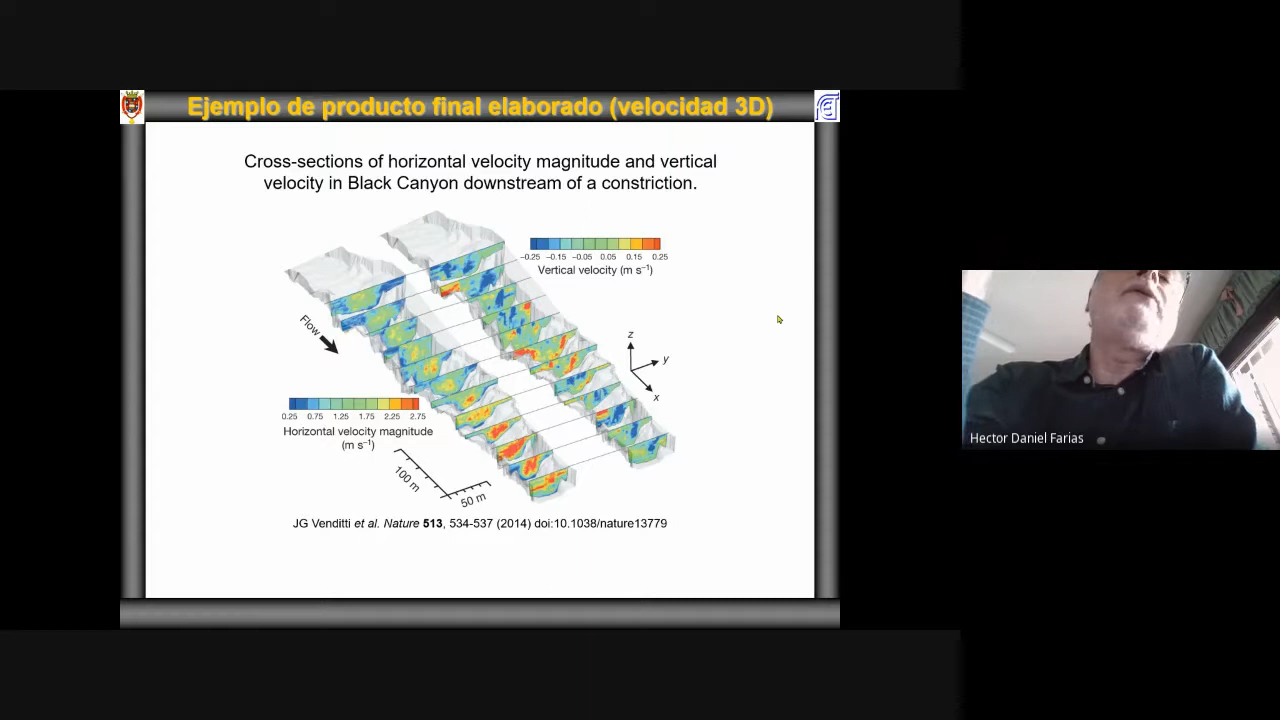 Ejemplo de producto final elaborado (velocidad 3D)
Cross-sections of horizontal velocity magnitude and vertical
velocity in Black Canyon downstream of a constriction.
−0.25 −0.15 −0.05 0.05 0.15 0.25
Vertical velocity (m s⁻¹)
Flow
z
y
x
0.25 0.75 1.25 1.75 2.25 2.75
Horizontal velocity magnitude
(m s⁻¹)
100 m
50 m
JG Venditti et al. Nature 513, 534-537 (2014) doi:10.1038/nature13779
Hector Daniel Farias